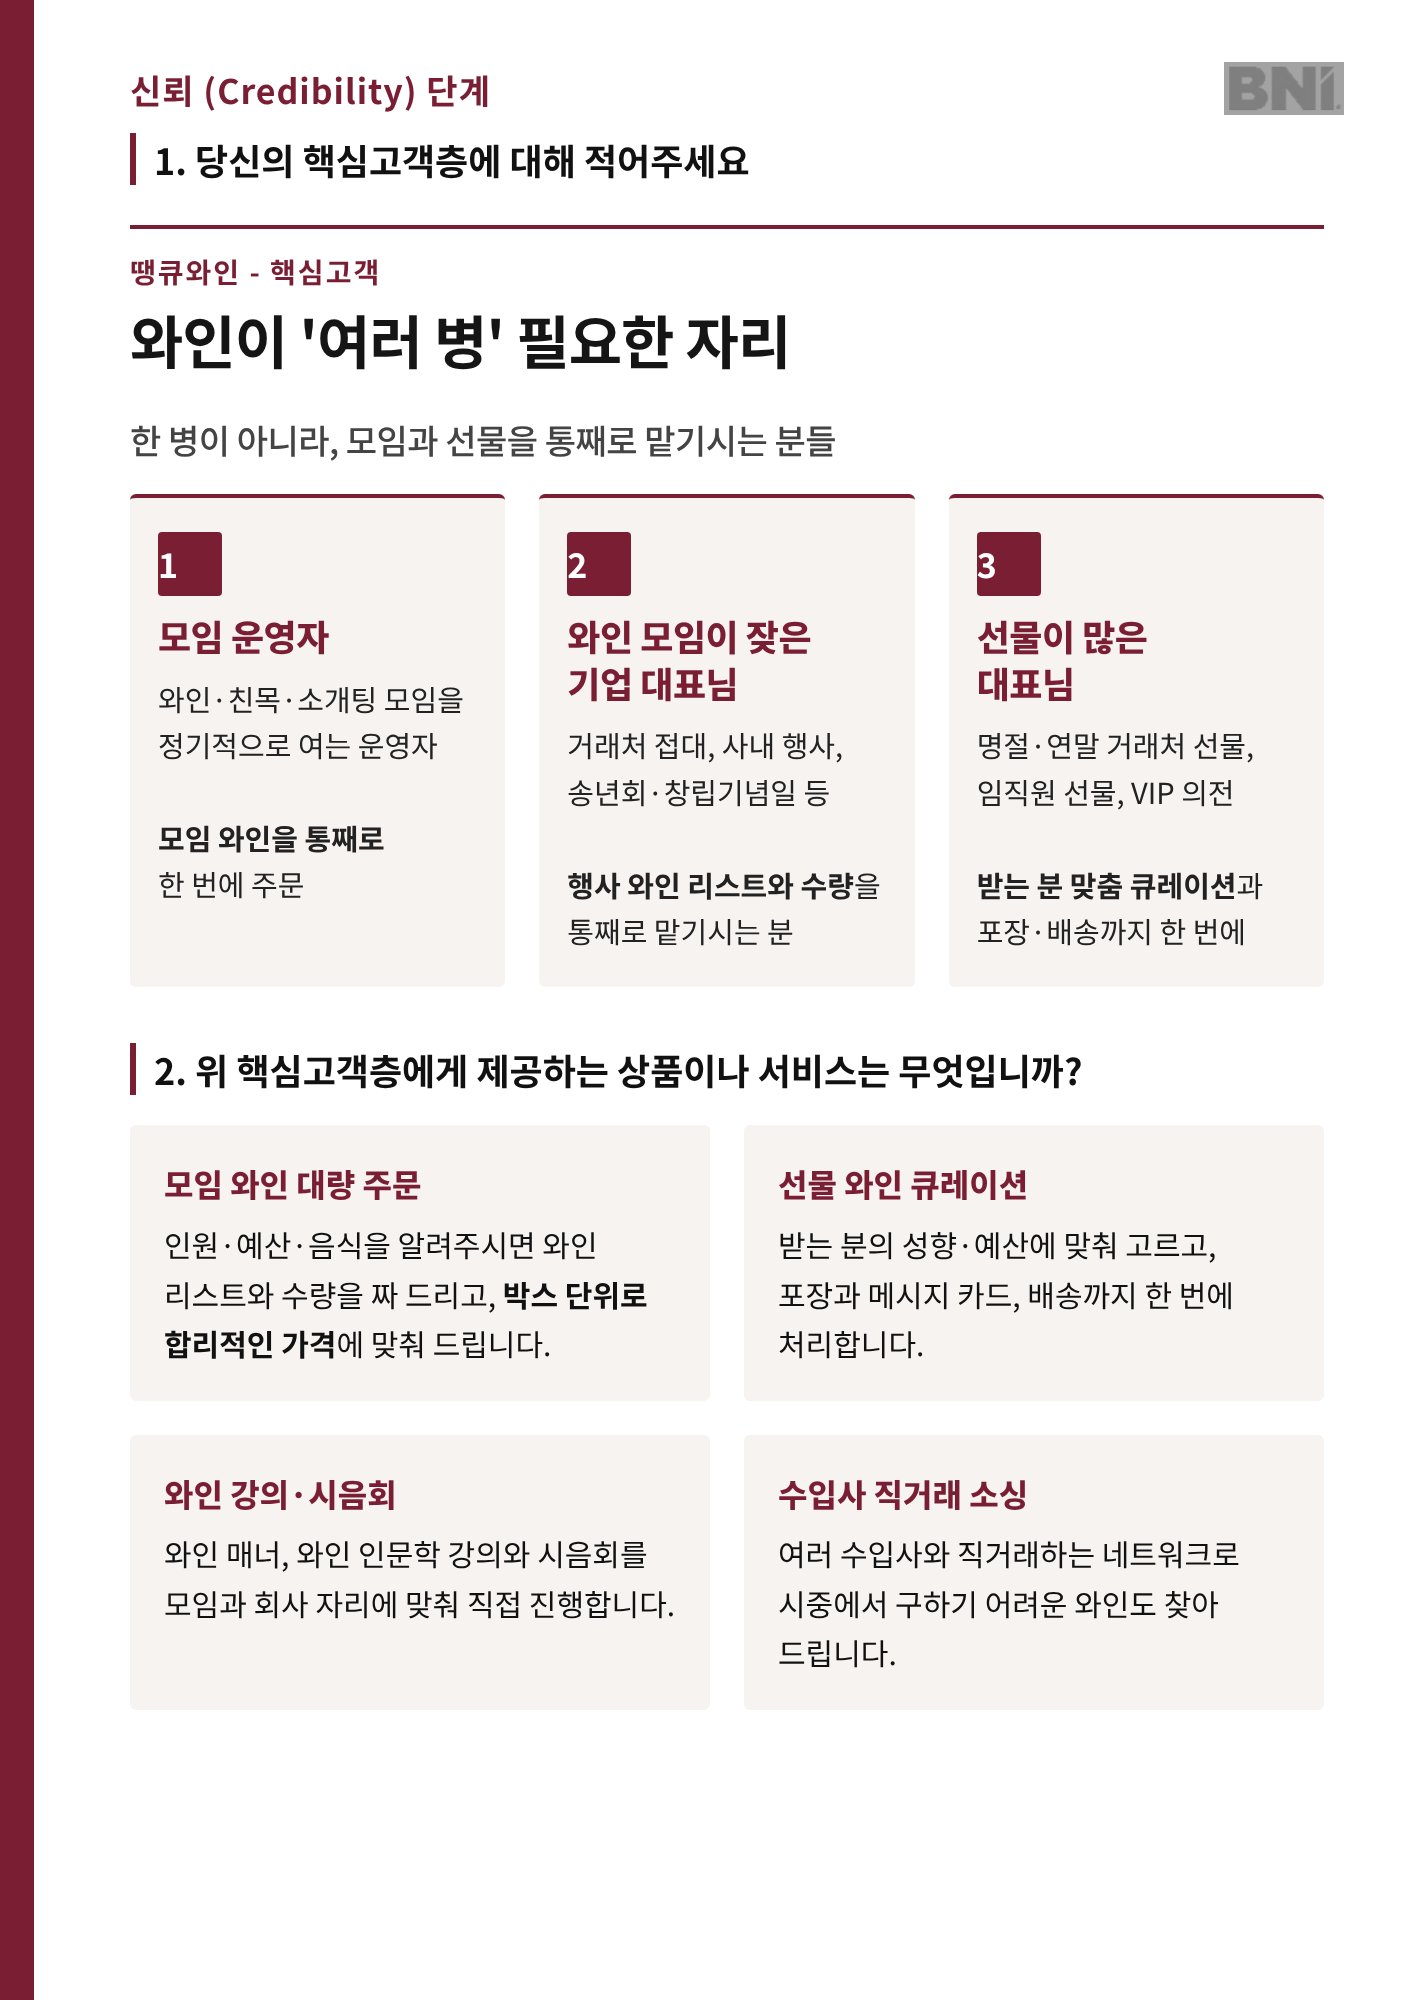 신뢰 (Credibility) 단계
BNI
1. 당신의 핵심고객층에 대해 적어주세요
땡큐와인 - 핵심고객
와인이 '여러 병' 필요한 자리
한 병이 아니라, 모임과 선물을 통째로 맡기시는 분들
1
모임 운영자
와인·친목·소개팅 모임을
정기적으로 여는 운영자
모임 와인을 통째로
한 번에 주문
2
와인 모임이 잦은
기업 대표님
거래처 접대, 사내 행사,
송년회·창립기념일 등
행사 와인 리스트와 수량을
통째로 맡기시는 분
3
선물이 많은
대표님
명절·연말 거래처 선물,
임직원 선물, VIP 의전
받는 분 맞춤 큐레이션과
포장·배송까지 한 번에
2. 위 핵심고객층에게 제공하는 상품이나 서비스는 무엇입니까?
모임 와인 대량 주문
인원·예산·음식을 알려주시면 와인
리스트와 수량을 짜 드리고, 박스 단위로
합리적인 가격에 맞춰 드립니다.
선물 와인 큐레이션
받는 분의 성향·예산에 맞춰 고르고,
포장과 메시지 카드, 배송까지 한 번에
처리합니다.
와인 강의·시음회
와인 매너, 와인 인문학 강의와 시음회를
모임과 회사 자리에 맞춰 직접 진행합니다.
수입사 직거래 소싱
여러 수입사와 직거래하는 네트워크로
시중에서 구하기 어려운 와인도 찾아
드립니다.